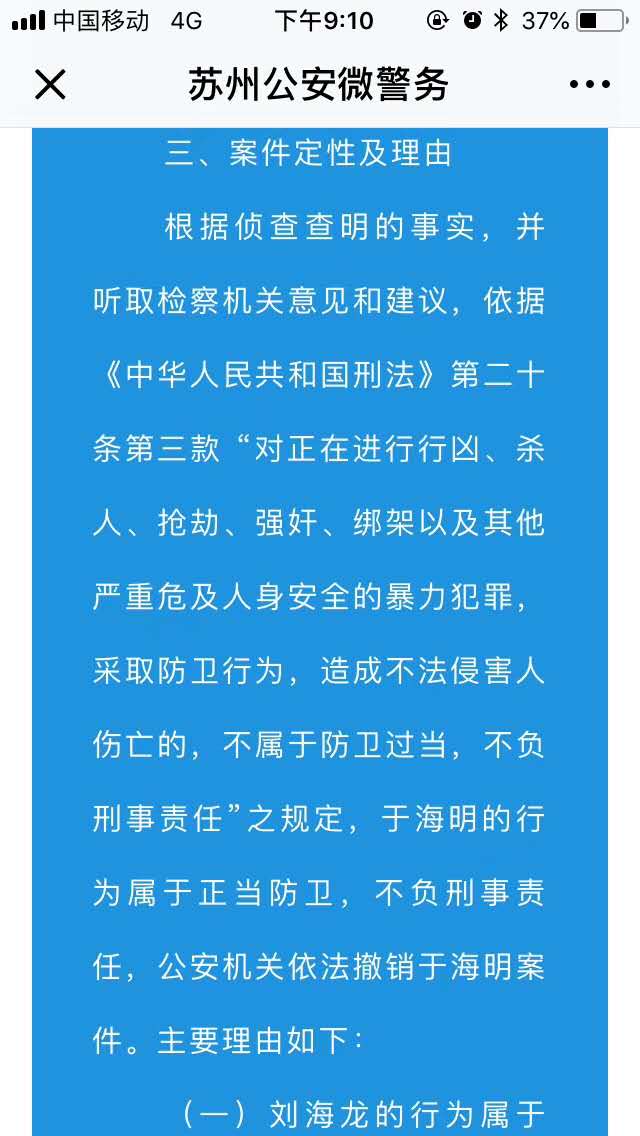 中国移动 4G 下午9:10 37%
苏州公安微警务
三、案件定性及理由
根据侦查查明的事实，并
听取检察机关意见和建议，依据
《中华人民共和国刑法》第二十
条第三款“对正在进行行凶、杀
人、抢劫、强奸、绑架以及其他
严重危及人身安全的暴力犯罪，
采取防卫行为，造成不法侵害人
伤亡的，不属于防卫过当，不负
刑事责任”之规定，于海明的行
为属于正当防卫，不负刑事责
任，公安机关依法撤销于海明案
件。主要理由如下：
（一）刘海龙的行为属于